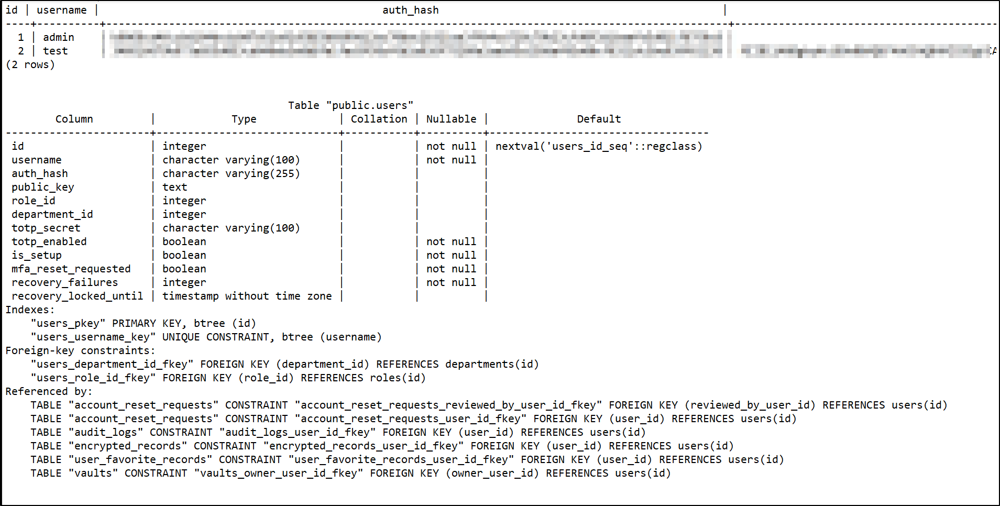 id | username | auth_hash |
----+----------+---------------------------------------------------------------------------------------------------+------------------------------------------
1 | admin |
2 | test | CA
(2 rows)
Table "public.users"
Column | Type | Collation | Nullable | Default
-----------------------+-----------------------------+-----------+----------+-----------------------------------
id | integer | | not null | nextval('users_id_seq'::regclass)
username | character varying(100) | | not null |
auth_hash | character varying(255) | | |
public_key | text | | |
role_id | integer | | |
department_id | integer | | |
totp_secret | character varying(100) | | |
totp_enabled | boolean | | not null |
is_setup | boolean | | not null |
mfa_reset_requested | boolean | | not null |
recovery_failures | integer | | not null |
recovery_locked_until | timestamp without time zone | | |
Indexes:
"users_pkey" PRIMARY KEY, btree (id)
"users_username_key" UNIQUE CONSTRAINT, btree (username)
Foreign-key constraints:
"users_department_id_fkey" FOREIGN KEY (department_id) REFERENCES departments(id)
"users_role_id_fkey" FOREIGN KEY (role_id) REFERENCES roles(id)
Referenced by:
TABLE "account_reset_requests" CONSTRAINT "account_reset_requests_reviewed_by_user_id_fkey" FOREIGN KEY (reviewed_by_user_id) REFERENCES users(id)
TABLE "account_reset_requests" CONSTRAINT "account_reset_requests_user_id_fkey" FOREIGN KEY (user_id) REFERENCES users(id)
TABLE "audit_logs" CONSTRAINT "audit_logs_user_id_fkey" FOREIGN KEY (user_id) REFERENCES users(id)
TABLE "encrypted_records" CONSTRAINT "encrypted_records_user_id_fkey" FOREIGN KEY (user_id) REFERENCES users(id)
TABLE "user_favorite_records" CONSTRAINT "user_favorite_records_user_id_fkey" FOREIGN KEY (user_id) REFERENCES users(id)
TABLE "vaults" CONSTRAINT "vaults_owner_user_id_fkey" FOREIGN KEY (owner_user_id) REFERENCES users(id)